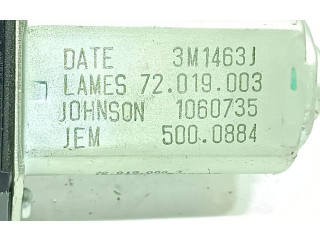 DATE 3M1463J
LAMES 72.019.003
JOHNSON 1060735
JEM 500.0884